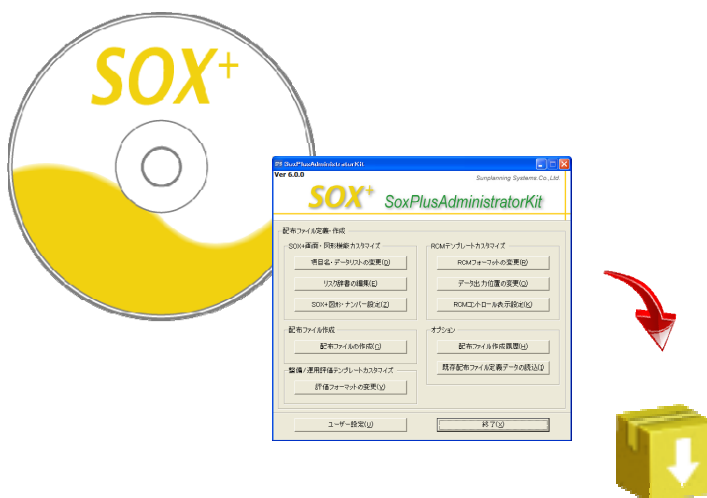 SOX+
SoxPlusAdministratorKit
Ver 6.0.0
Sunplanning Systems Co.,Ltd
SOX+ SoxPlusAdministratorKit
配布ファイル定義・作成
SOX+画面・図形機能カスタマイズ
項目名・データリストの変更(D)
リスク辞書の編集(E)
SOX+図形・ナンバー設定(Z)
RCMテンプレートカスタマイズ
RCMフォーマットの変更(R)
データ出力位置の変更(O)
RCMコントロール表示設定(K)
配布ファイル作成
配布ファイルの作成(C)
オプション
配布ファイル作成履歴(H)
既存配布ファイル定義データの読込(I)
整備/運用評価テンプレートカスタマイズ
評価フォーマットの変更(Y)
ユーザー設定(U)
終了(X)